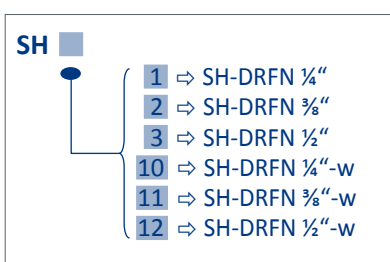 SH
1 ⇨ SH-DRFN ¼“
2 ⇨ SH-DRFN ⅜“
3 ⇨ SH-DRFN ½“
10 ⇨ SH-DRFN ¼“-w
11 ⇨ SH-DRFN ⅜“-w
12 ⇨ SH-DRFN ½“-w